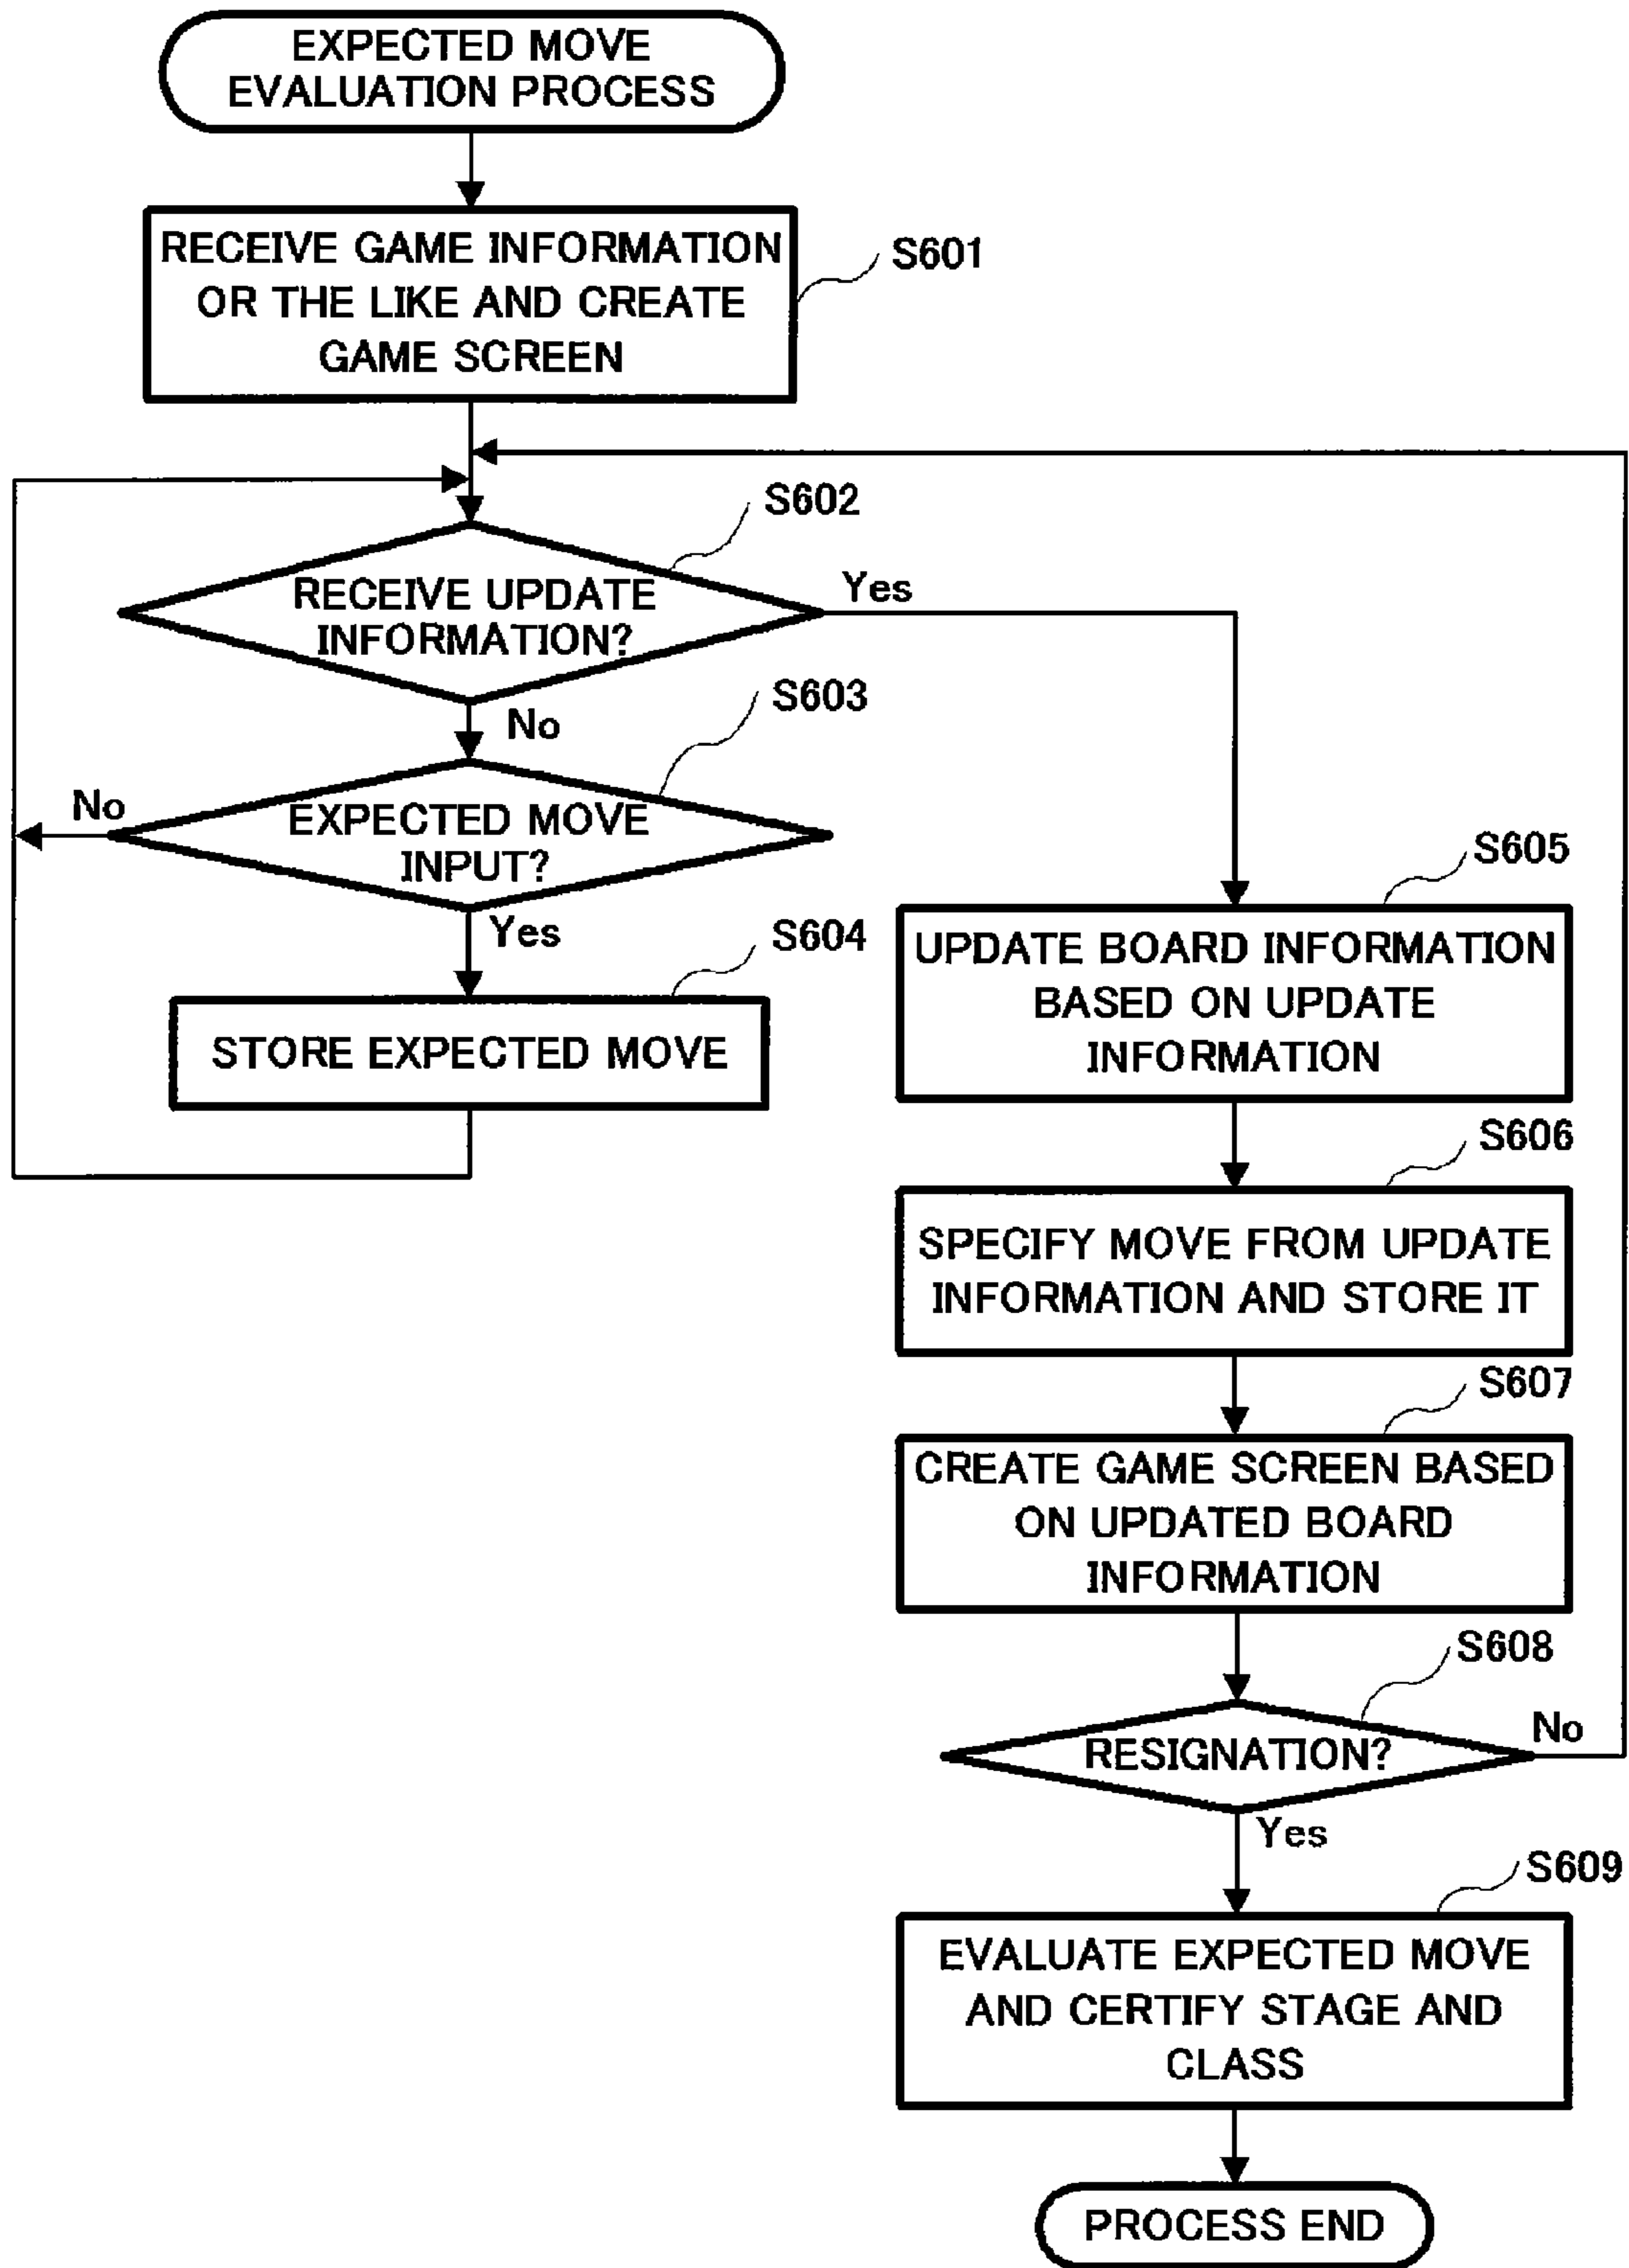 EXPECTED MOVE
EVALUATION PROCESS
RECEIVE GAME INFORMATION
OR THE LIKE AND CREATE
GAME SCREEN
S601
S602
RECEIVE UPDATE
INFORMATION?
Yes
No
S603
EXPECTED MOVE
INPUT?
No
Yes
S604
STORE EXPECTED MOVE
S605
UPDATE BOARD INFORMATION
BASED ON UPDATE
INFORMATION
S606
SPECIFY MOVE FROM UPDATE
INFORMATION AND STORE IT
S607
CREATE GAME SCREEN BASED
ON UPDATED BOARD
INFORMATION
S608
RESIGNATION?
No
Yes
S609
EVALUATE EXPECTED MOVE
AND CERTIFY STAGE AND
CLASS
PROCESS END